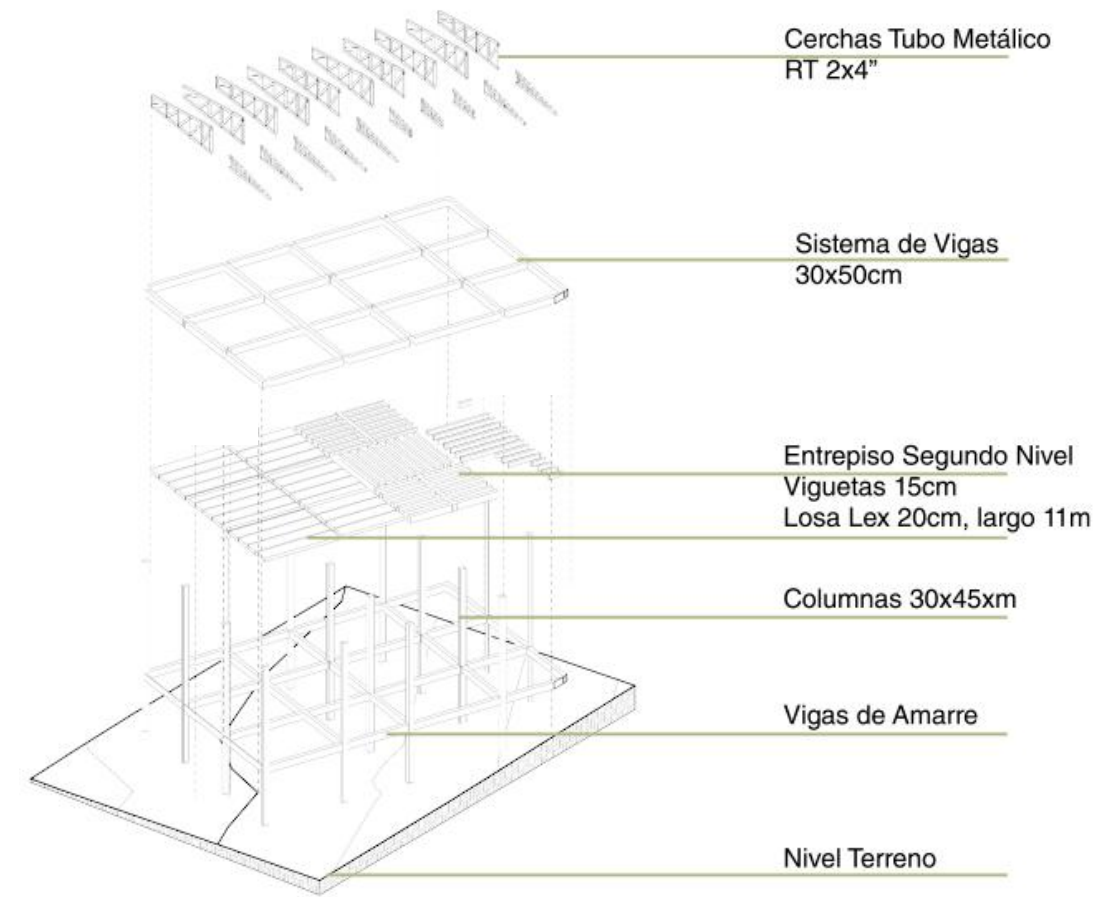 Cerchas Tubo Metálico
RT 2x4”
Sistema de Vigas
30x50cm
Entrepiso Segundo Nivel
Viguetas 15cm
Losa Lex 20cm, largo 11m
Columnas 30x45xm
Vigas de Amarre
Nivel Terreno